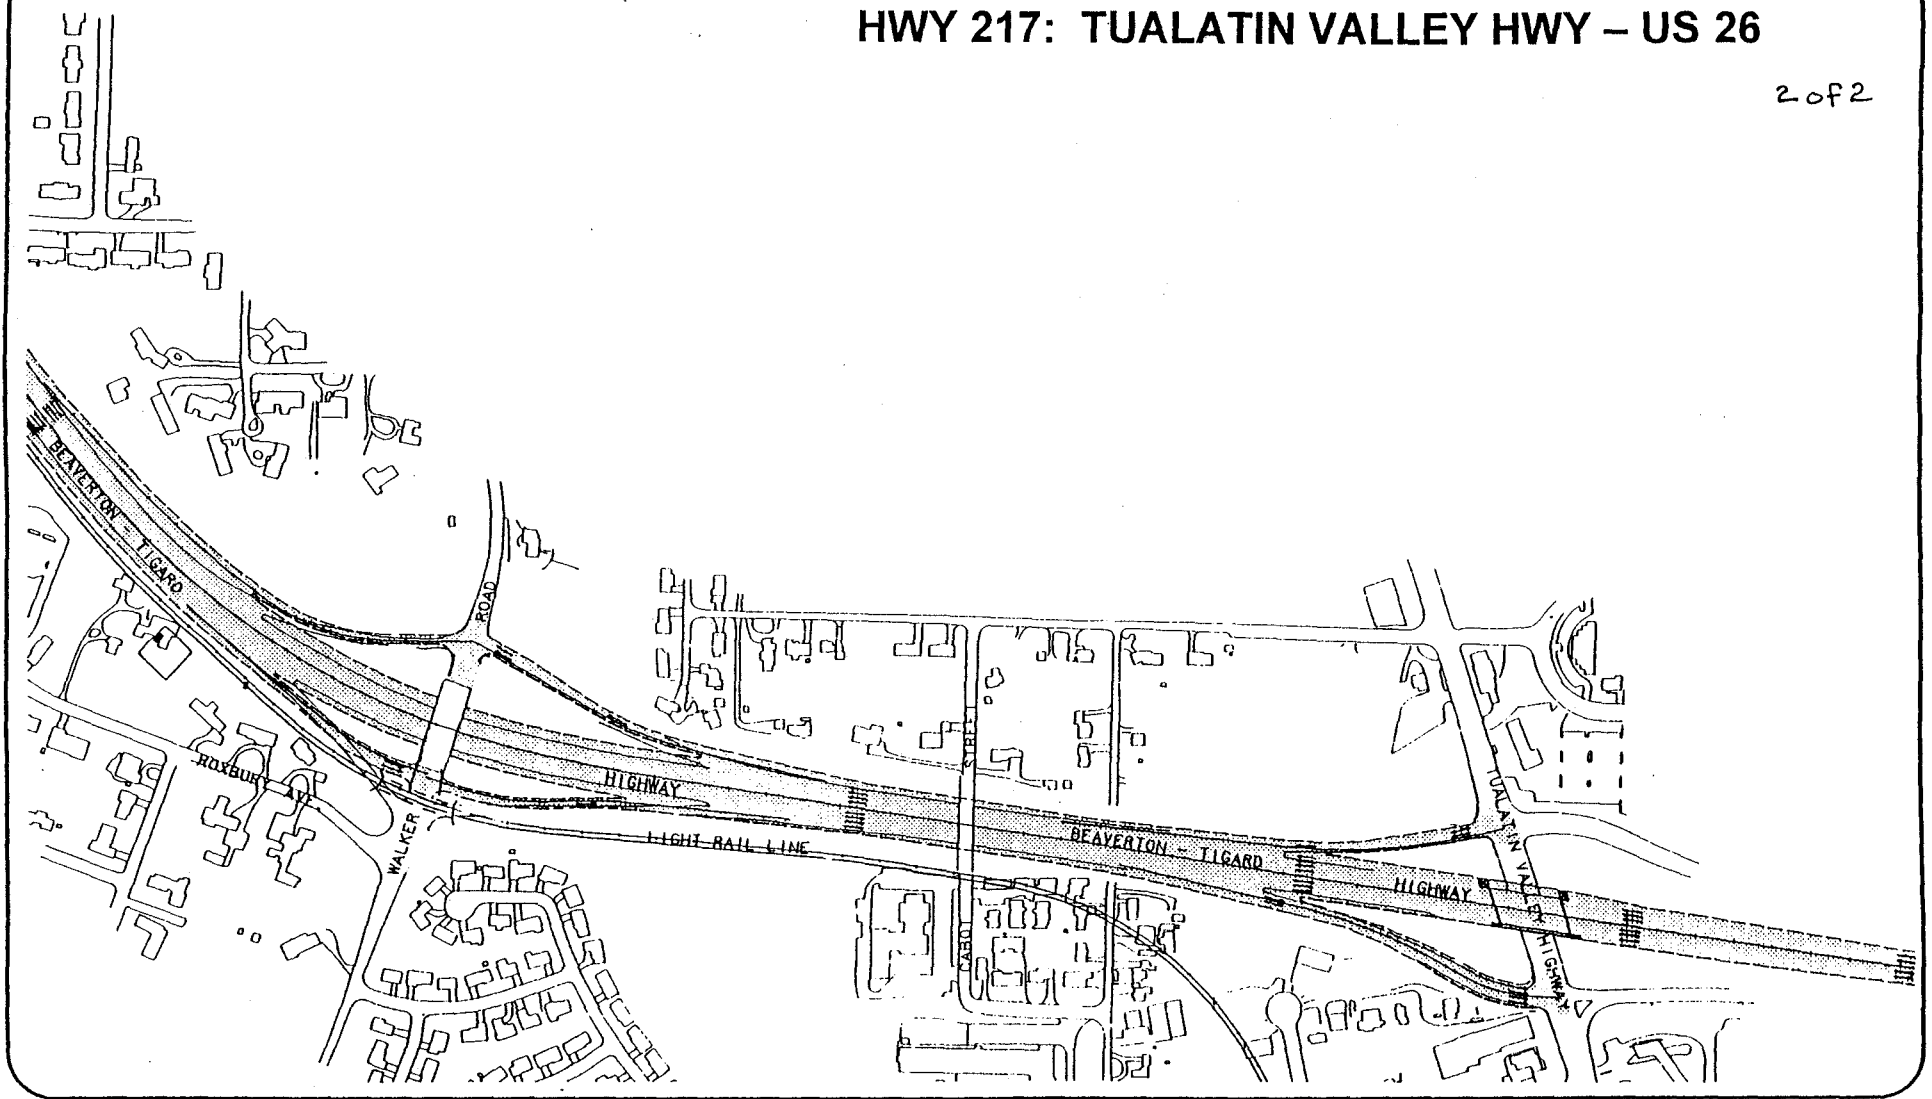 HWY 217: TUALATIN VALLEY HWY – US 26
2 of 2
BEAVERTON - TIGARD
ROAD
HIGHWAY
STREET
ROXBURY AVE
WALKER
LIGHT RAIL LINE
BEAVERTON - TIGARD
HIGHWAY
TUALATIN VALLEY HIGHWAY
CABOT